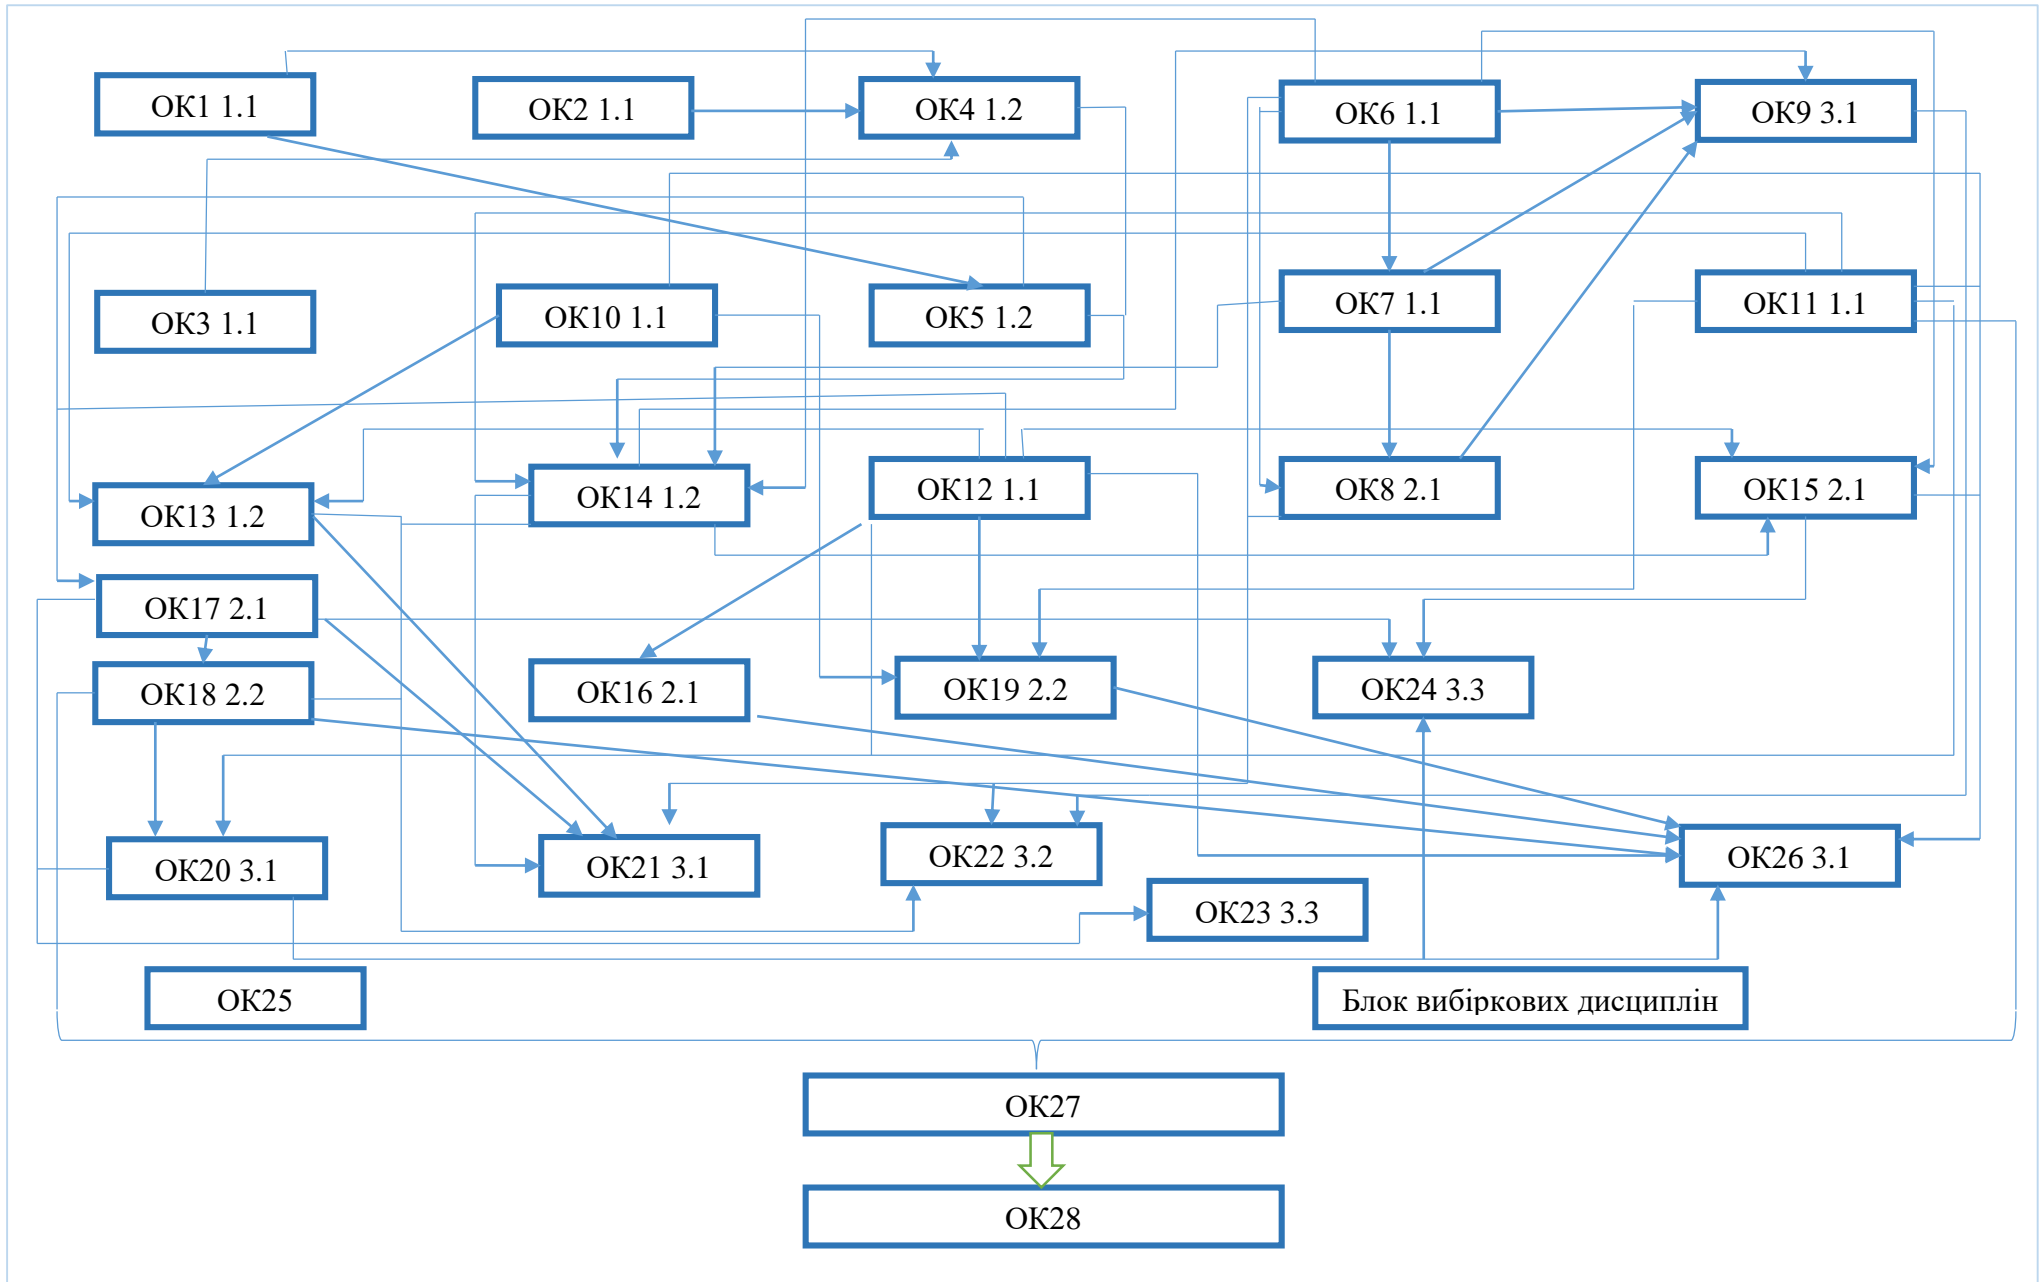 ОК1 1.1
ОК2 1.1
ОК4 1.2
ОК6 1.1
ОК9 3.1
ОК3 1.1
ОК10 1.1
ОК5 1.2
ОК7 1.1
ОК11 1.1
ОК13 1.2
ОК14 1.2
ОК12 1.1
ОК8 2.1
ОК15 2.1
ОК17 2.1
ОК18 2.2
ОК16 2.1
ОК19 2.2
ОК24 3.3
ОК20 3.1
ОК21 3.1
ОК22 3.2
ОК26 3.1
ОК23 3.3
ОК25
Блок вибіркових дисциплін
ОК27
ОК28